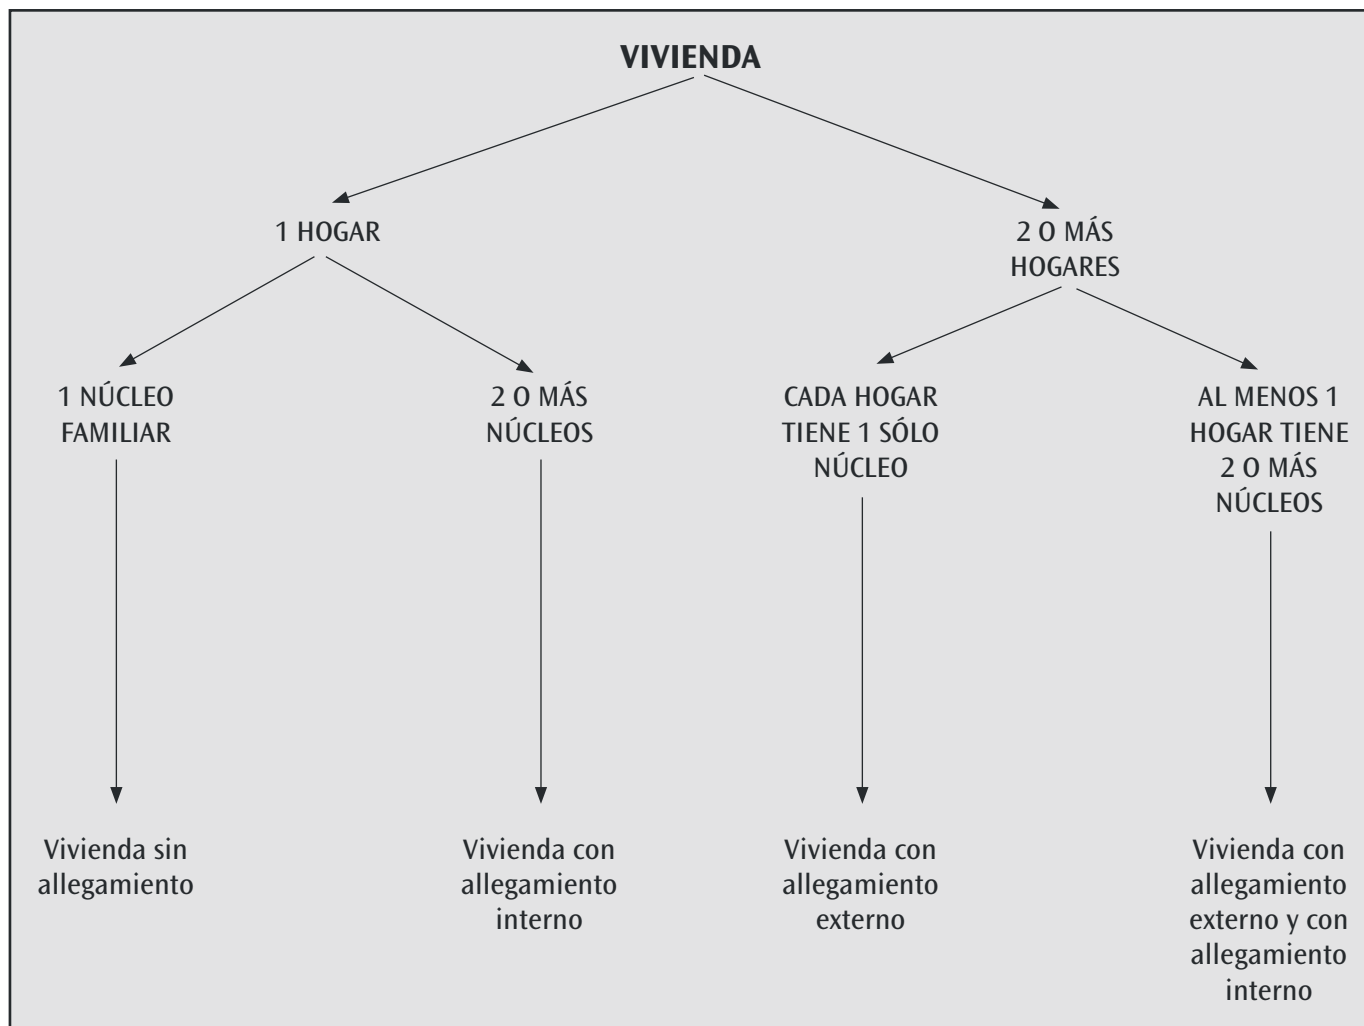 VIVIENDA
1 HOGAR
2 O MÁS
HOGARES
1 NÚCLEO
FAMILIAR
2 O MÁS
NÚCLEOS
CADA HOGAR
TIENE 1 SÓLO
NÚCLEO
AL MENOS 1
HOGAR TIENE
2 O MÁS
NÚCLEOS
Vivienda sin
allegamiento
Vivienda con
allegamiento
interno
Vivienda con
allegamiento
externo
Vivienda con
allegamiento
externo y con
allegamiento
interno